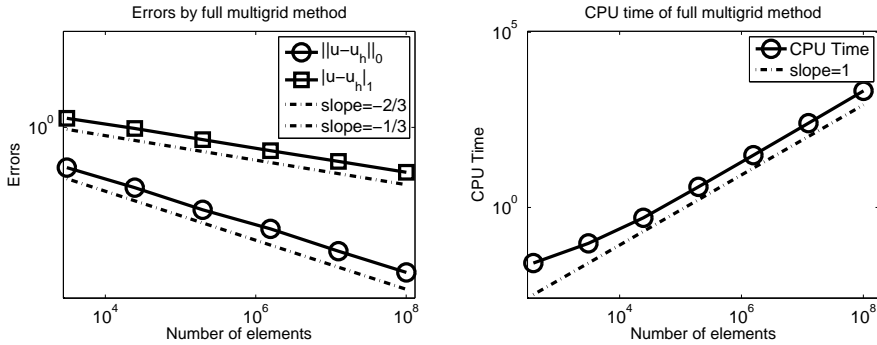 Errors by full multigrid method
||u−u_h||_0
|u−u_h|_1
slope=−2/3
slope=−1/3
10^0
Errors
10^4
10^6
10^8
Number of elements
CPU time of full multigrid method
10^5
CPU Time
slope=1
10^0
CPU Time
10^4
10^6
10^8
Number of elements